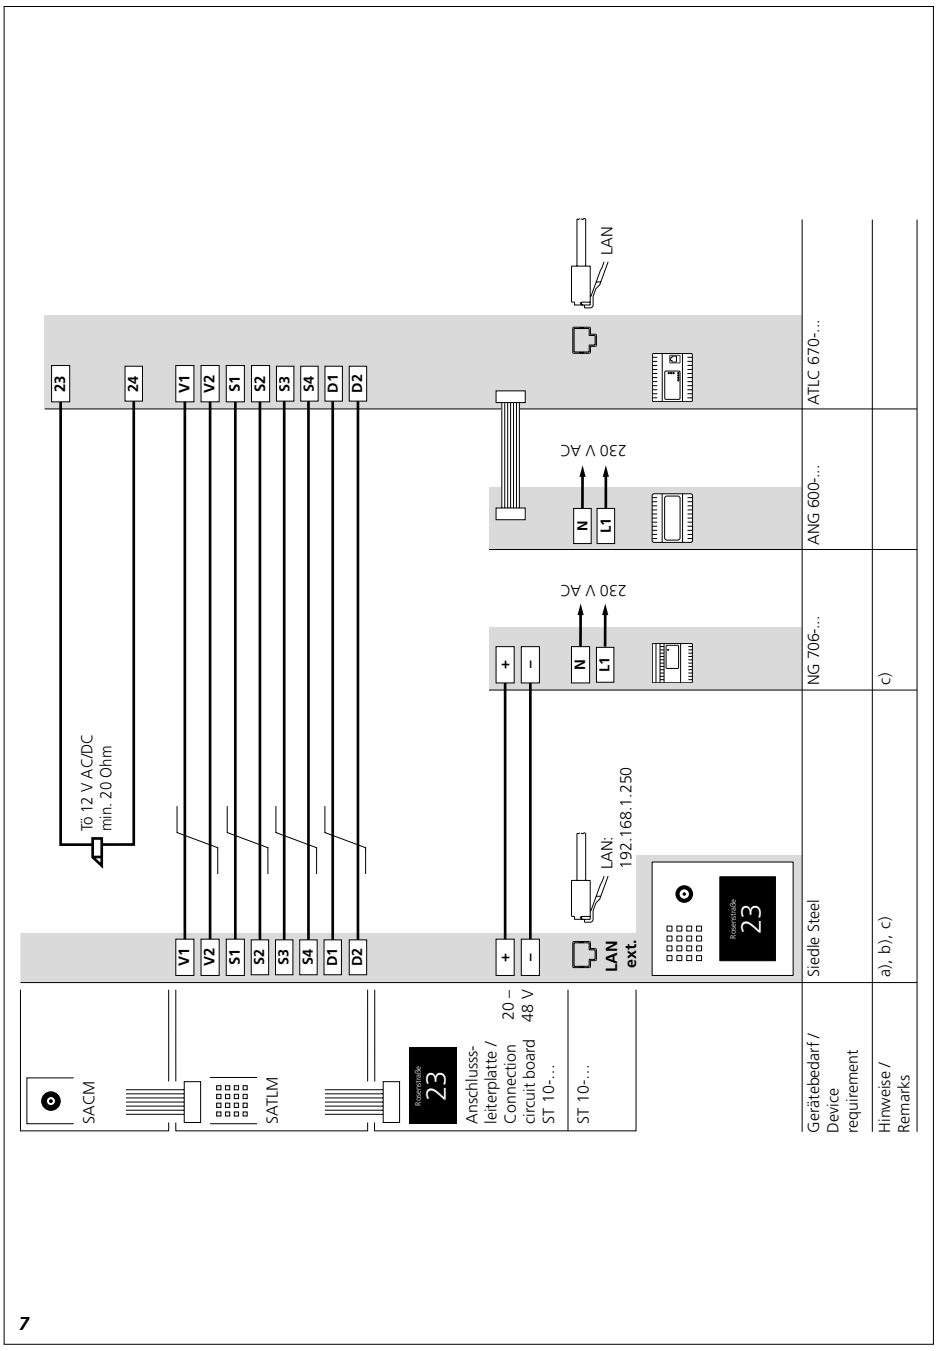 SACM
SATLM
Rosenstraße
23
Anschlusss-
leiterplatte /
Connection
circuit board
ST 10-...
20 –
48 V
ST 10-...
Gerätebedarf /
Device
requirement
Hinweise /
Remarks
V1
V2
S1
S2
S3
S4
D1
D2
+
–
LAN
ext.
LAN:
192.168.1.250
Rosenstraße
23
Siedle Steel
a), b), c)
Tö 12 V AC/DC
min. 20 Ohm
+
–
N
L1
230 V AC
NG 706-...
c)
N
L1
230 V AC
ANG 600-...
23
24
V1
V2
S1
S2
S3
S4
D1
D2
LAN
ATLC 670-...
7